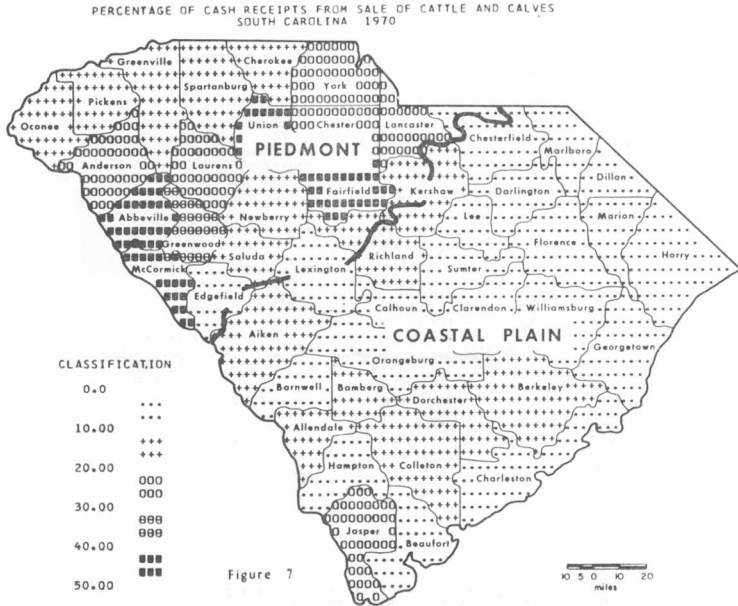 PERCENTAGE OF CASH RECEIPTS FROM SALE OF CATTLE AND CALVES
SOUTH CAROLINA 1970
Greenville
Cherokee
York
Spartanburg
Pickens
Oconee
Union
Chester
Lancaster
Chesterfield
Marlboro
PIEDMONT
Anderson
Laurens
Dillon
Fairfield
Kershaw
Darlington
Abbeville
Newberry
Lee
Marion
Greenwood
Florence
Saluda
Richland
Horry
McCormick
Lexington
Sumter
Edgefield
Calhoun
Clarendon
Williamsburg
Aiken
COASTAL PLAIN
Georgetown
Orangeburg
CLASSIFICATION
Barnwell
Bamberg
Berkeley
Dorchester
0.0
10.00
Allendale
20.00
Hampton
Colleton
Charleston
30.00
Jasper
Beaufort
40.00
50.00
Figure 7
10 5 0 10 20
miles